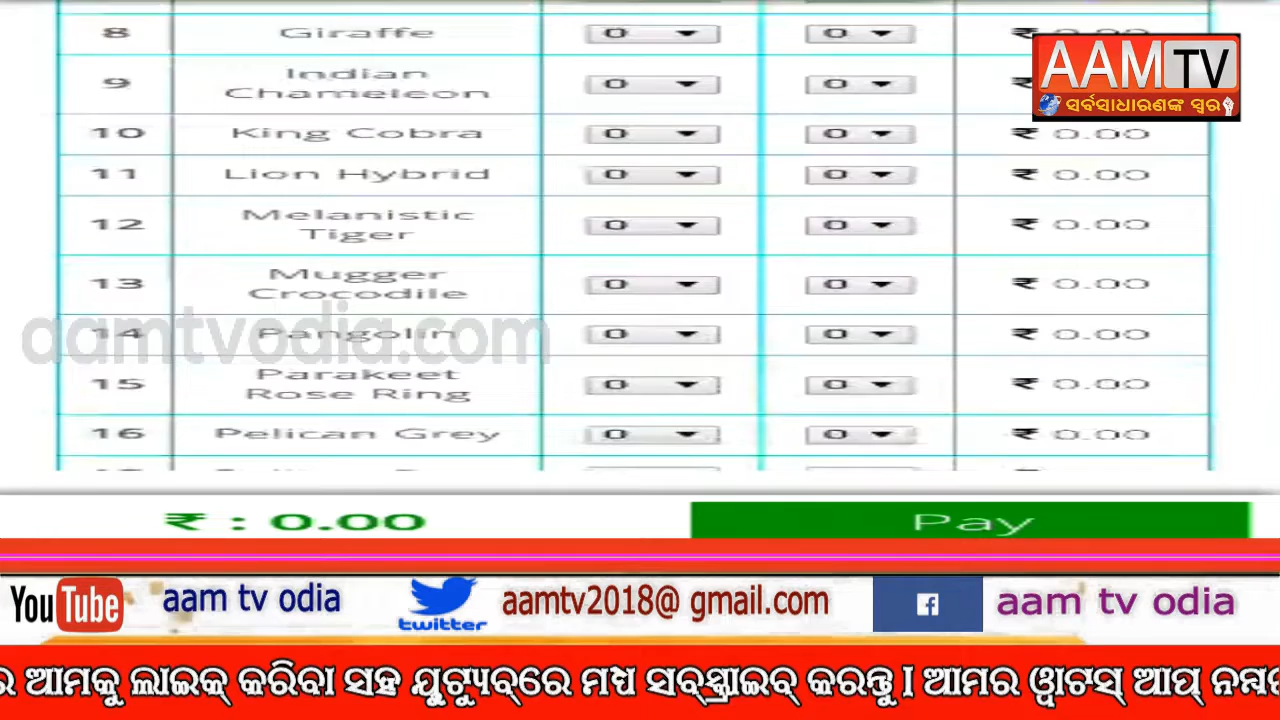 8 Giraffe 0 0 ₹
AAMTV
ସର୍ବସାଧାରଣଙ୍କ ସ୍ୱର
9 Indian Chameleon 0 0 ₹
10 King Cobra 0 0 ₹ 0.00
11 Lion Hybrid 0 0 ₹ 0.00
12 Melanistic Tiger 0 0 ₹ 0.00
13 Mugger Crocodile 0 0 ₹ 0.00
aamtvodia.com
14 Pangolin 0 0 ₹ 0.00
15 Parakeet Rose Ring 0 0 ₹ 0.00
16 Pelican Grey 0 0 ₹ 0.00
₹ : 0.00 Pay
YouTube aam tv odia twitter aamtv2018@ gmail.com f aam tv odia
ର ଆମକୁ ଲାଇକ୍ କରିବା ସହ ଯୁଟ୍ୟୁବ୍‌ରେ ମଧ୍ୟ ସବ୍‌ସ୍କ୍ରାଇବ୍ କରନ୍ତୁ I ଆମର ୱାଟସ୍ ଆପ୍ ନମ୍ବ